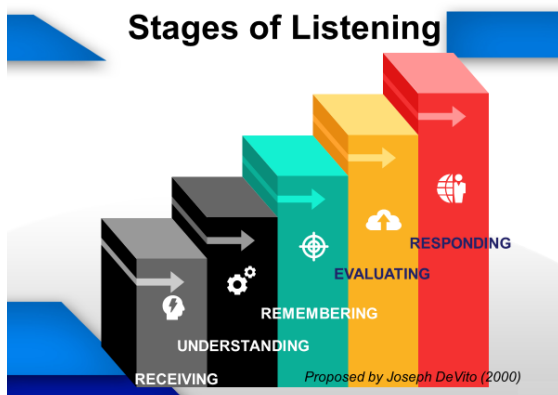 Stages of Listening
RESPONDING
EVALUATING
REMEMBERING
UNDERSTANDING
RECEIVING
Proposed by Joseph DeVito (2000)